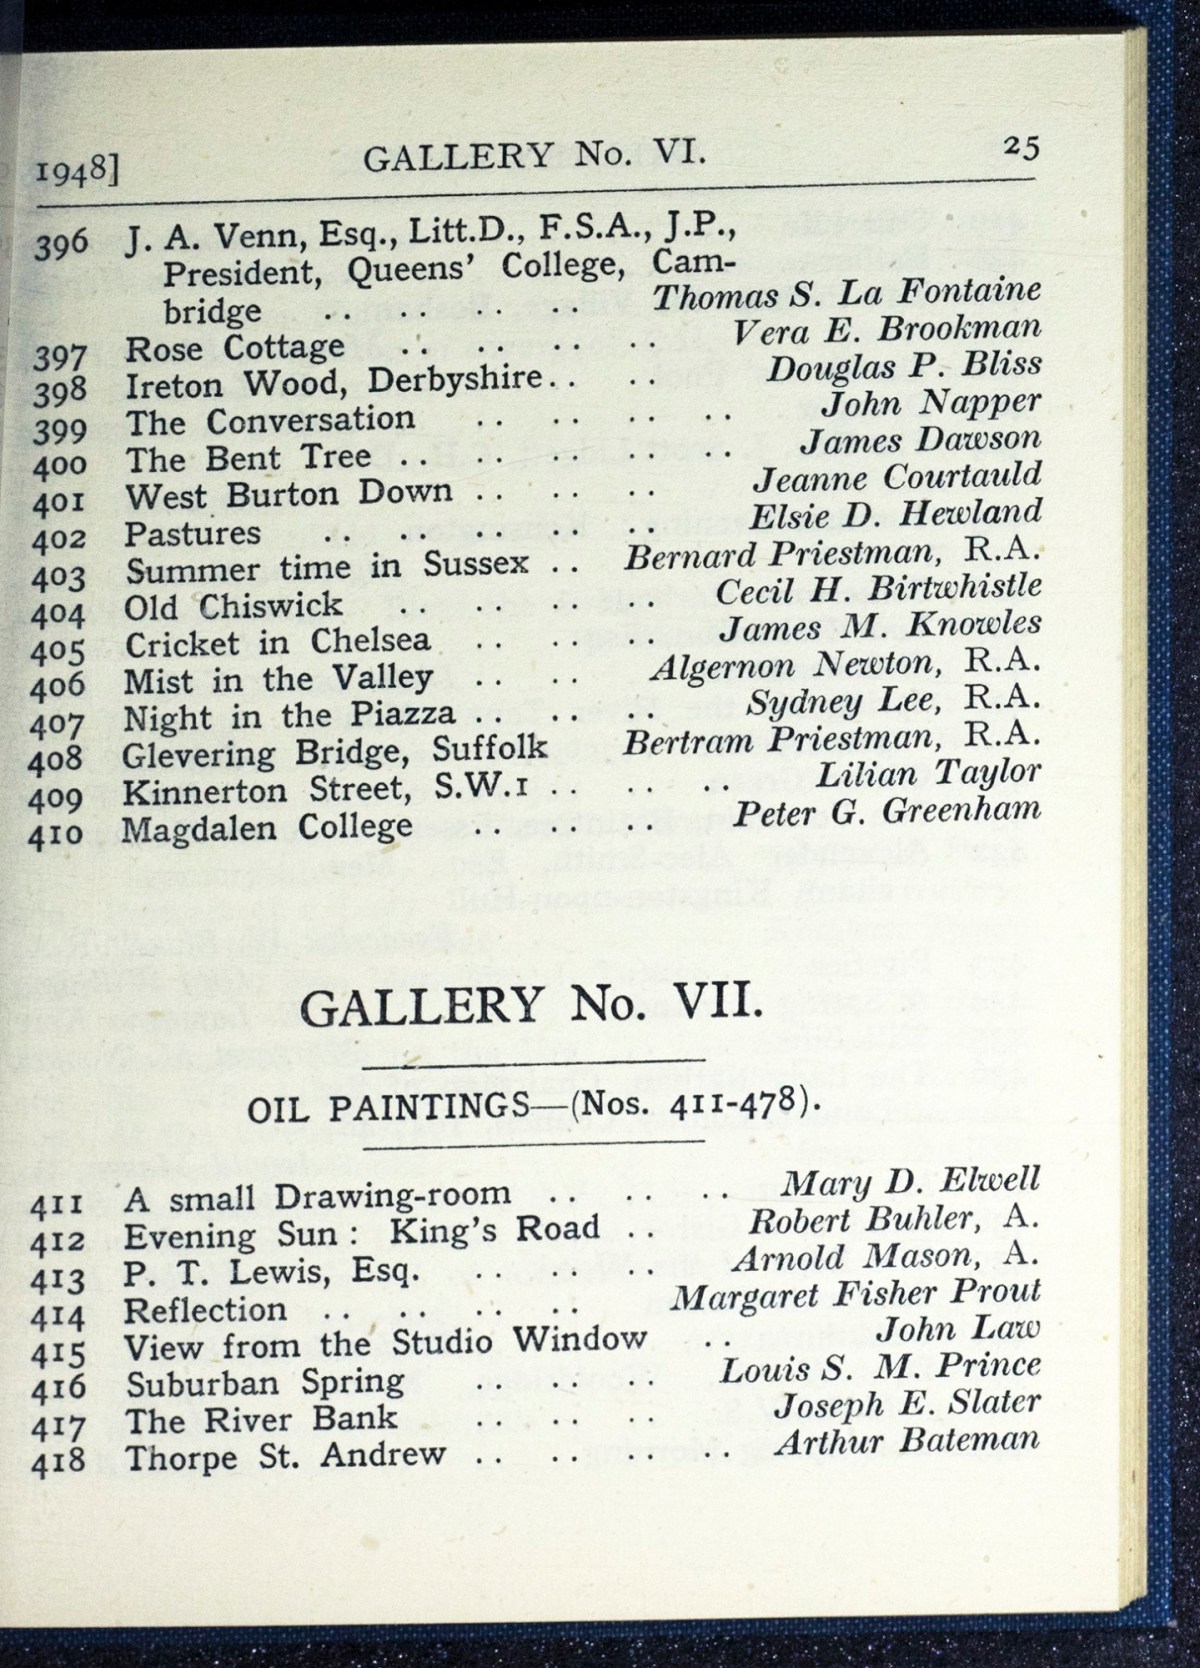 1948] GALLERY No. VI. 25
396 J. A. Venn, Esq., Litt.D., F.S.A., J.P.,
President, Queens' College, Cam-
bridge .. .. .. .. Thomas S. La Fontaine
397 Rose Cottage .. .. .. .. Vera E. Brookman
398 Ireton Wood, Derbyshire.. .. Douglas P. Bliss
399 The Conversation .. .. .. .. John Napper
400 The Bent Tree .. .. .. .. .. James Dawson
401 West Burton Down .. .. .. Jeanne Courtauld
402 Pastures .. .. .. .. .. Elsie D. Hewland
403 Summer time in Sussex .. Bernard Priestman, R.A.
404 Old Chiswick .. .. .. .. Cecil H. Birtwhistle
405 Cricket in Chelsea .. .. .. James M. Knowles
406 Mist in the Valley .. .. Algernon Newton, R.A.
407 Night in the Piazza .. .. .. Sydney Lee, R.A.
408 Glevering Bridge, Suffolk Bertram Priestman, R.A.
409 Kinnerton Street, S.W.1 .. .. .. Lilian Taylor
410 Magdalen College .. .. .. Peter G. Greenham
GALLERY No. VII.
OIL PAINTINGS—(Nos. 411-478).
411 A small Drawing-room .. .. .. Mary D. Elwell
412 Evening Sun : King's Road .. Robert Buhler, A.
413 P. T. Lewis, Esq. .. .. .. Arnold Mason, A.
414 Reflection .. .. .. .. Margaret Fisher Prout
415 View from the Studio Window .. John Law
416 Suburban Spring .. .. .. Louis S. M. Prince
417 The River Bank .. .. .. Joseph E. Slater
418 Thorpe St. Andrew .. .. .. .. Arthur Bateman